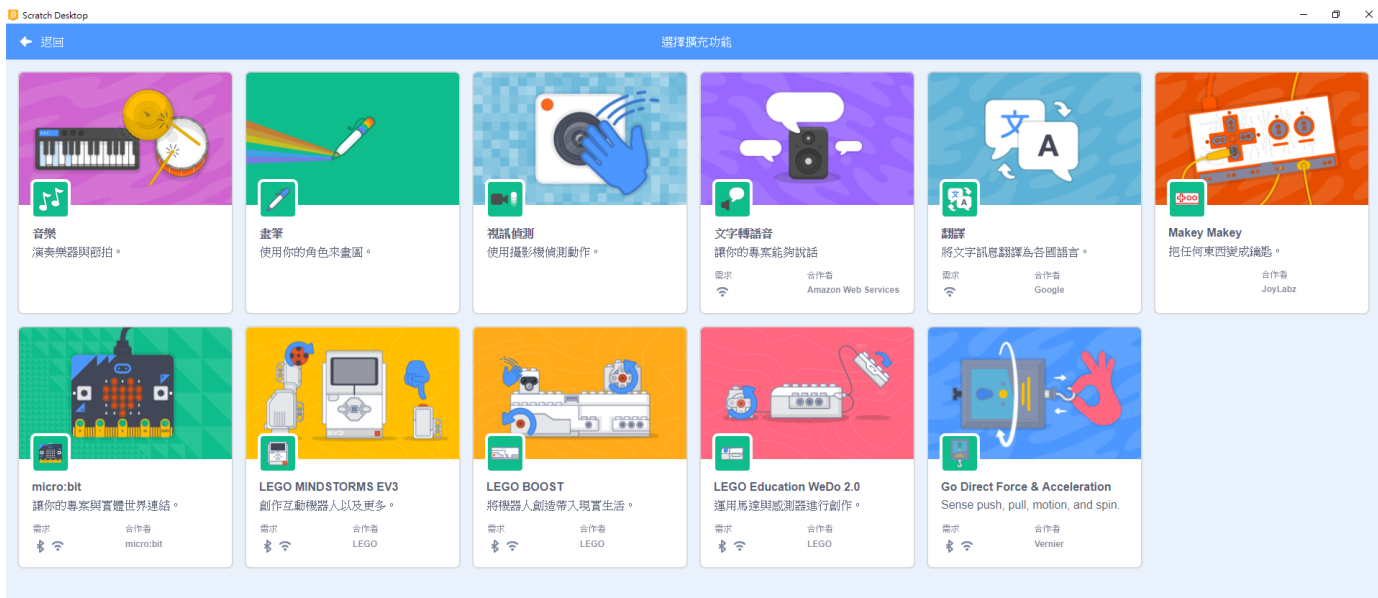 Scratch Desktop
返回
選擇擴充功能
音樂
演奏樂器與節拍。
畫筆
使用你的角色來畫圖。
視訊偵測
使用攝影機偵測動作。
文字轉語音
讓你的專案能夠說話
需求 合作者
Amazon Web Services
文
A
翻譯
將文字訊息翻譯為各國語言。
需求 合作者
Google
Makey Makey
把任何東西變成鑰匙。
合作者
JoyLabz
micro:bit
讓你的專案與實體世界連結。
需求 合作者
micro:bit
LEGO MINDSTORMS EV3
創作互動機器人以及更多。
需求 合作者
LEGO
LEGO BOOST
將機器人創造帶入現實生活。
需求 合作者
LEGO
LEGO Education WeDo 2.0
運用馬達與感測器進行創作。
需求 合作者
LEGO
Go Direct Force & Acceleration
Sense push, pull, motion, and spin.
需求 合作者
Vernier